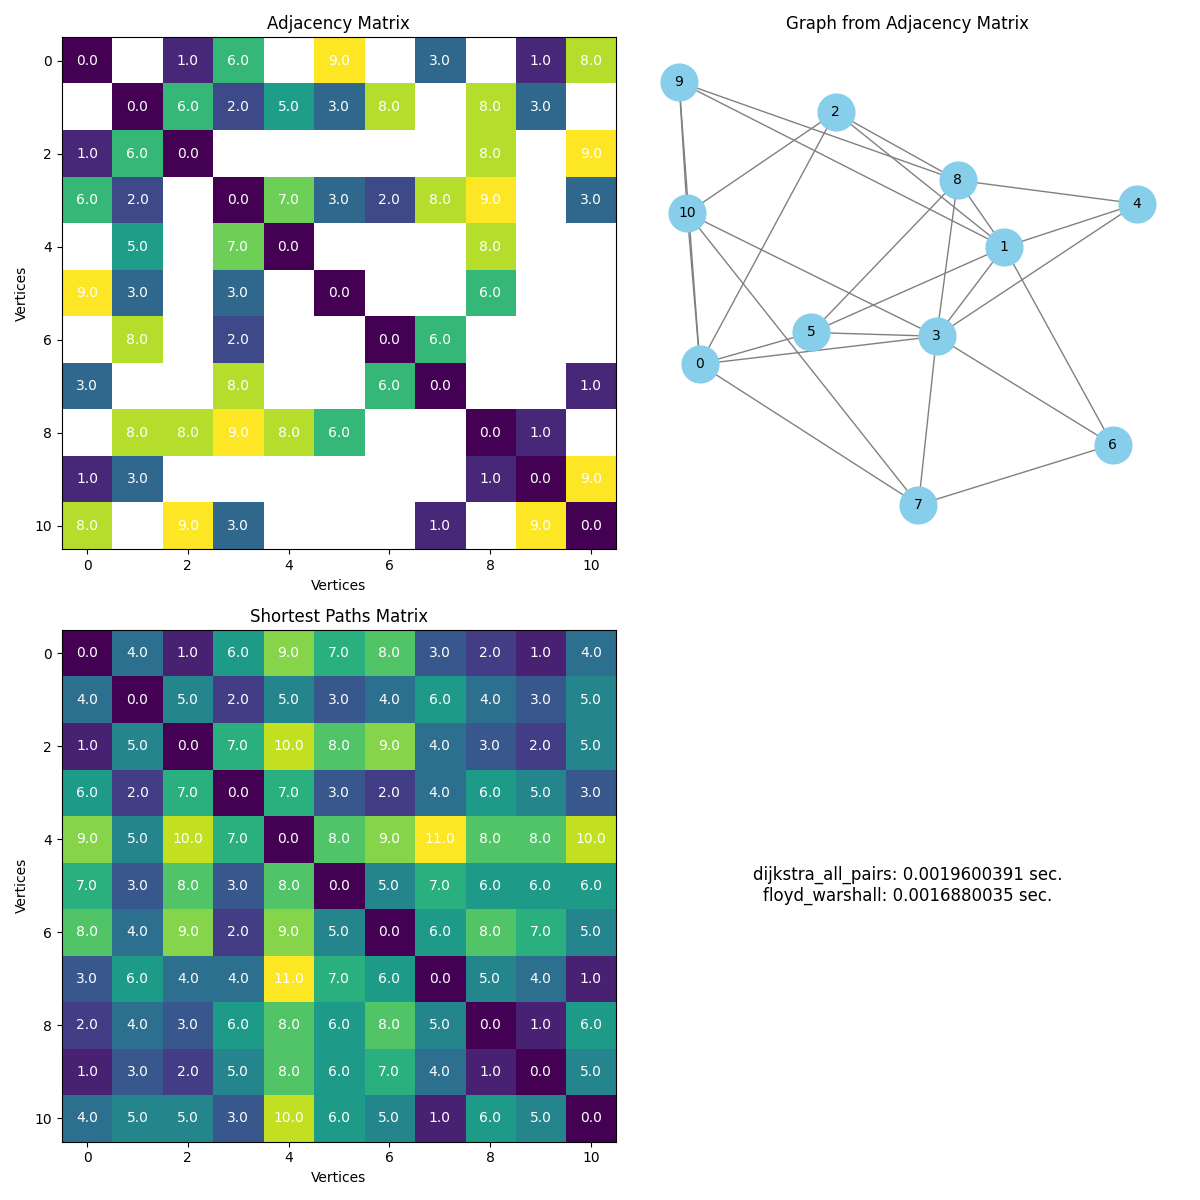 Adjacency Matrix
0 0.0 1.0 6.0 9.0 3.0 1.0 8.0
0.0 6.0 2.0 5.0 3.0 8.0 8.0 3.0
2 1.0 6.0 0.0 8.0 9.0
6.0 2.0 0.0 7.0 3.0 2.0 8.0 9.0 3.0
4 5.0 7.0 0.0 8.0
9.0 3.0 3.0 0.0 6.0
6 8.0 2.0 0.0 6.0
3.0 8.0 6.0 0.0 1.0
8 8.0 8.0 9.0 8.0 6.0 0.0 1.0
1.0 3.0 1.0 0.0 9.0
10 8.0 9.0 3.0 1.0 9.0 0.0
0 2 4 6 8 10
Vertices
Vertices
Graph from Adjacency Matrix
9
2
8
4
10
1
5
3
0
6
7
Shortest Paths Matrix
0 0.0 4.0 1.0 6.0 9.0 7.0 8.0 3.0 2.0 1.0 4.0
4.0 0.0 5.0 2.0 5.0 3.0 4.0 6.0 4.0 3.0 5.0
2 1.0 5.0 0.0 7.0 10.0 8.0 9.0 4.0 3.0 2.0 5.0
6.0 2.0 7.0 0.0 7.0 3.0 2.0 4.0 6.0 5.0 3.0
4 9.0 5.0 10.0 7.0 0.0 8.0 9.0 11.0 8.0 8.0 10.0
7.0 3.0 8.0 3.0 8.0 0.0 5.0 7.0 6.0 6.0 6.0
6 8.0 4.0 9.0 2.0 9.0 5.0 0.0 6.0 8.0 7.0 5.0
3.0 6.0 4.0 4.0 11.0 7.0 6.0 0.0 5.0 4.0 1.0
8 2.0 4.0 3.0 6.0 8.0 6.0 8.0 5.0 0.0 1.0 6.0
1.0 3.0 2.0 5.0 8.0 6.0 7.0 4.0 1.0 0.0 5.0
10 4.0 5.0 5.0 3.0 10.0 6.0 5.0 1.0 6.0 5.0 0.0
0 2 4 6 8 10
Vertices
Vertices
dijkstra_all_pairs: 0.0019600391 sec.
floyd_warshall: 0.0016880035 sec.